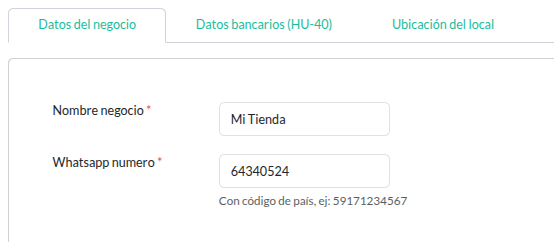 Datos del negocio Datos bancarios (HU-40) Ubicación del local
Nombre negocio * Mi Tienda
Whatsapp numero * 64340524
Con código de país, ej: 59171234567